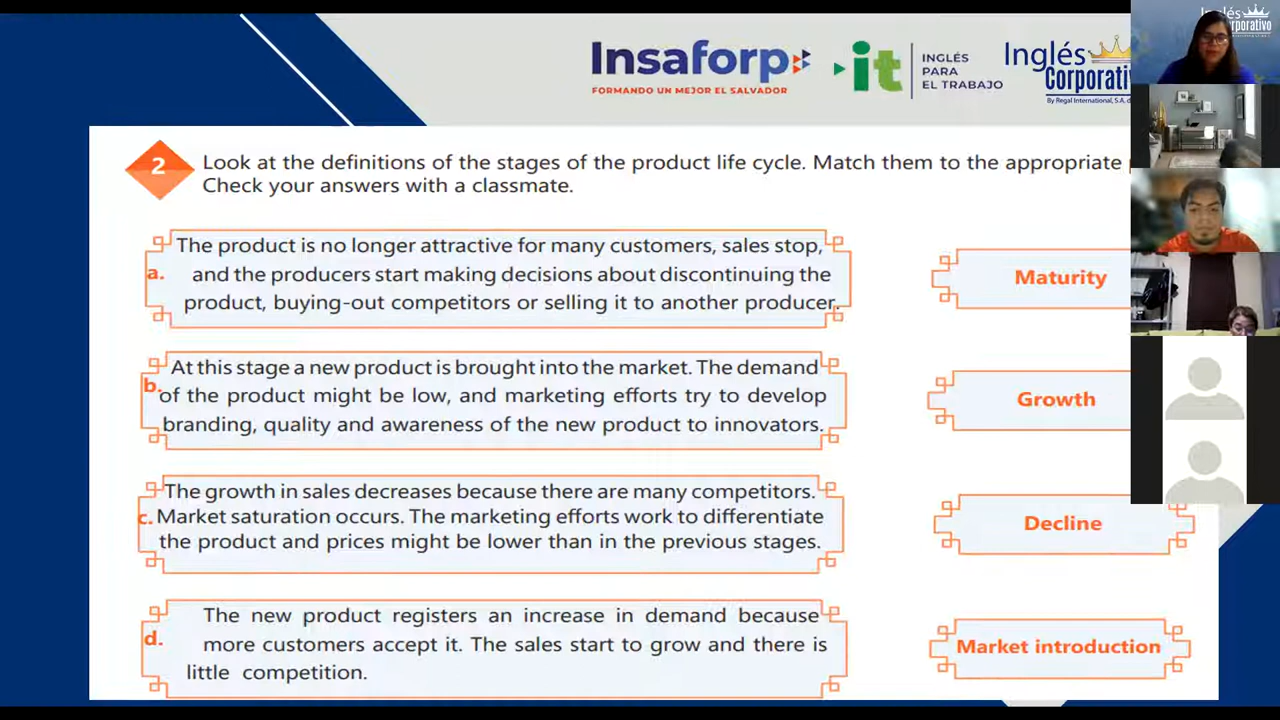 Insaforp
FORMANDO UN MEJOR EL SALVADOR
it
INGLÉS
PARA
EL TRABAJO
Inglés
Corporativ
By Regal International, S.A. d
Inglés
rporativo
2
Look at the definitions of the stages of the product life cycle. Match them to the appropriate
Check your answers with a classmate.
a.
The product is no longer attractive for many customers, sales stop,
and the producers start making decisions about discontinuing the
product, buying-out competitors or selling it to another producer.
Maturity
b.
At this stage a new product is brought into the market. The demand
of the product might be low, and marketing efforts try to develop
branding, quality and awareness of the new product to innovators.
Growth
c.
The growth in sales decreases because there are many competitors.
Market saturation occurs. The marketing efforts work to differentiate
the product and prices might be lower than in the previous stages.
Decline
d.
The new product registers an increase in demand because
more customers accept it. The sales start to grow and there is
little competition.
Market introduction